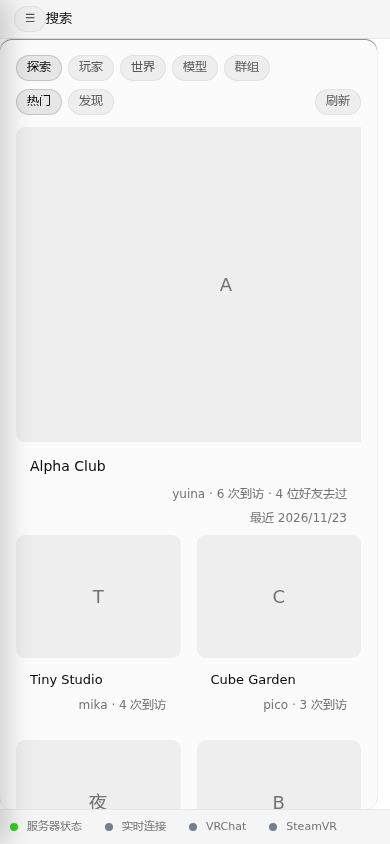 ☰ 搜索
探索 玩家 世界 模型 群组
热门 发现 刷新
A
Alpha Club
yuina · 6 次到访 · 4 位好友去过
最近 2026/11/23
T C
Tiny Studio Cube Garden
mika · 4 次到访 pico · 3 次到访
夜 B
服务器状态 实时连接 VRChat SteamVR